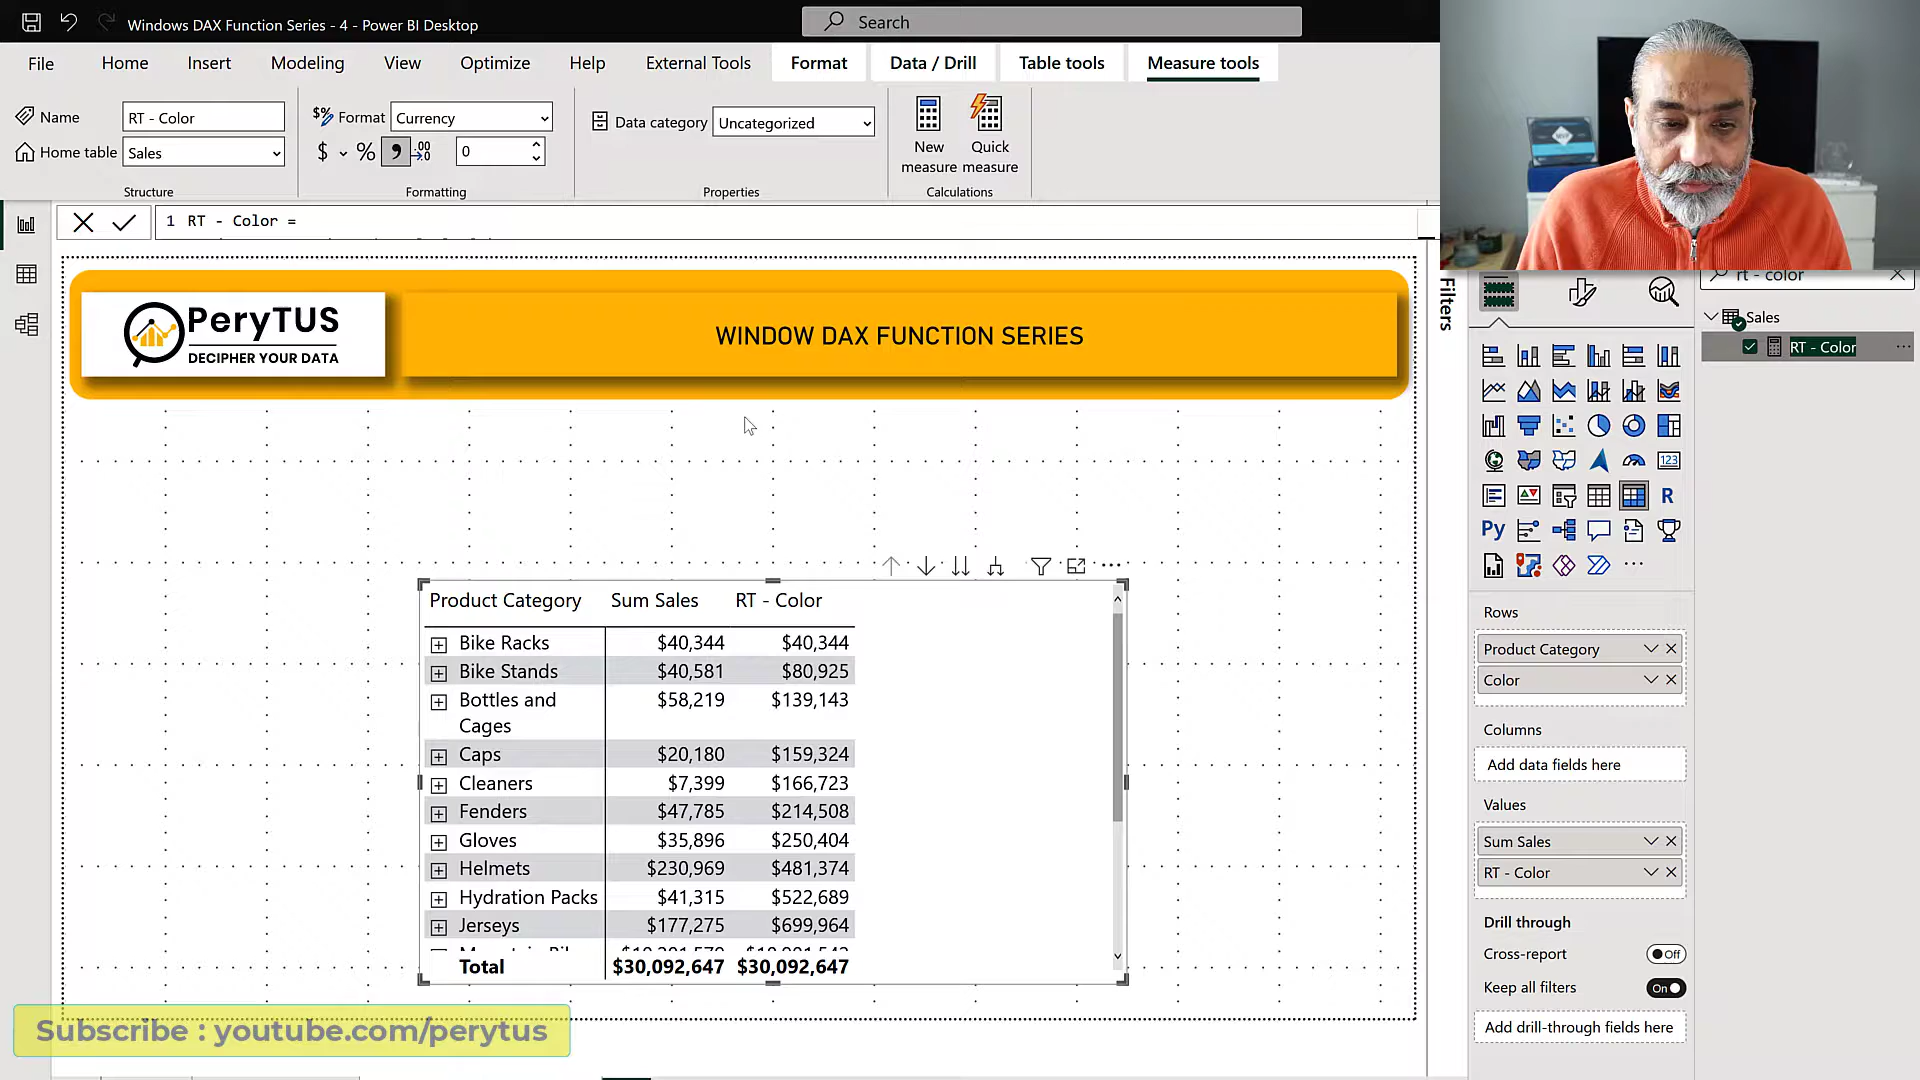 Windows DAX Function Series - 4 - Power BI Desktop
Search
File Home Insert Modeling View Optimize Help External Tools Format Data / Drill Table tools Measure tools
Name RT - Color
Home table Sales
Structure
Format Currency
$ % 0
Formatting
Data category Uncategorized
Properties
New measure
Quick measure
Calculations
1 RT - Color =
PeryTUS
DECIPHER YOUR DATA
WINDOW DAX FUNCTION SERIES
Filters
rt - color
Sales
RT - Color
Product Category Sum Sales RT - Color
Bike Racks $40,344 $40,344
Bike Stands $40,581 $80,925
Bottles and Cages $58,219 $139,143
Caps $20,180 $159,324
Cleaners $7,399 $166,723
Fenders $47,785 $214,508
Gloves $35,896 $250,404
Helmets $230,969 $481,374
Hydration Packs $41,315 $522,689
Jerseys $177,275 $699,964
Total $30,092,647 $30,092,647
123
R
Py
Rows
Product Category
Color
Columns
Add data fields here
Values
Sum Sales
RT - Color
Drill through
Cross-report Off
Keep all filters On
Add drill-through fields here
Subscribe : youtube.com/perytus